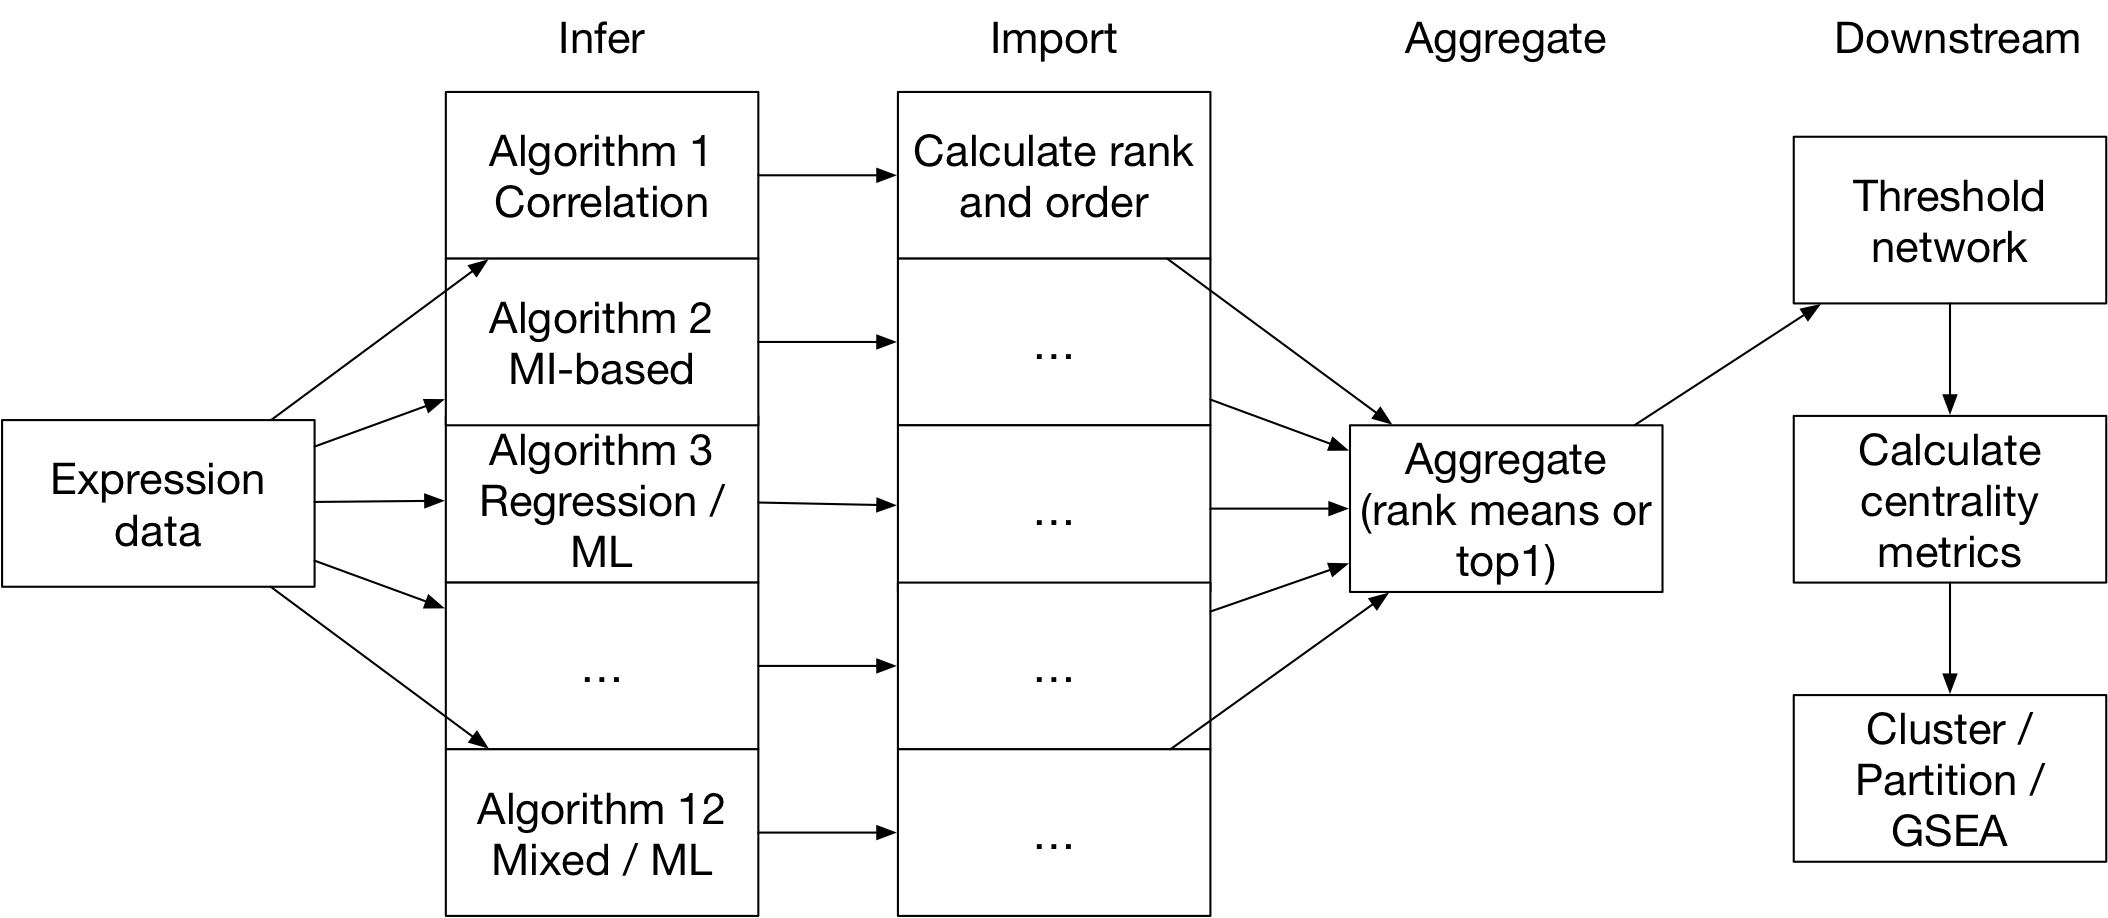 Infer
Import
Aggregate
Downstream
Expression
data
Algorithm 1
Correlation
Algorithm 2
MI-based
Algorithm 3
Regression /
ML
...
Algorithm 12
Mixed / ML
Calculate rank
and order
...
...
...
...
Aggregate
(rank means or
top1)
Threshold
network
Calculate
centrality
metrics
Cluster /
Partition /
GSEA